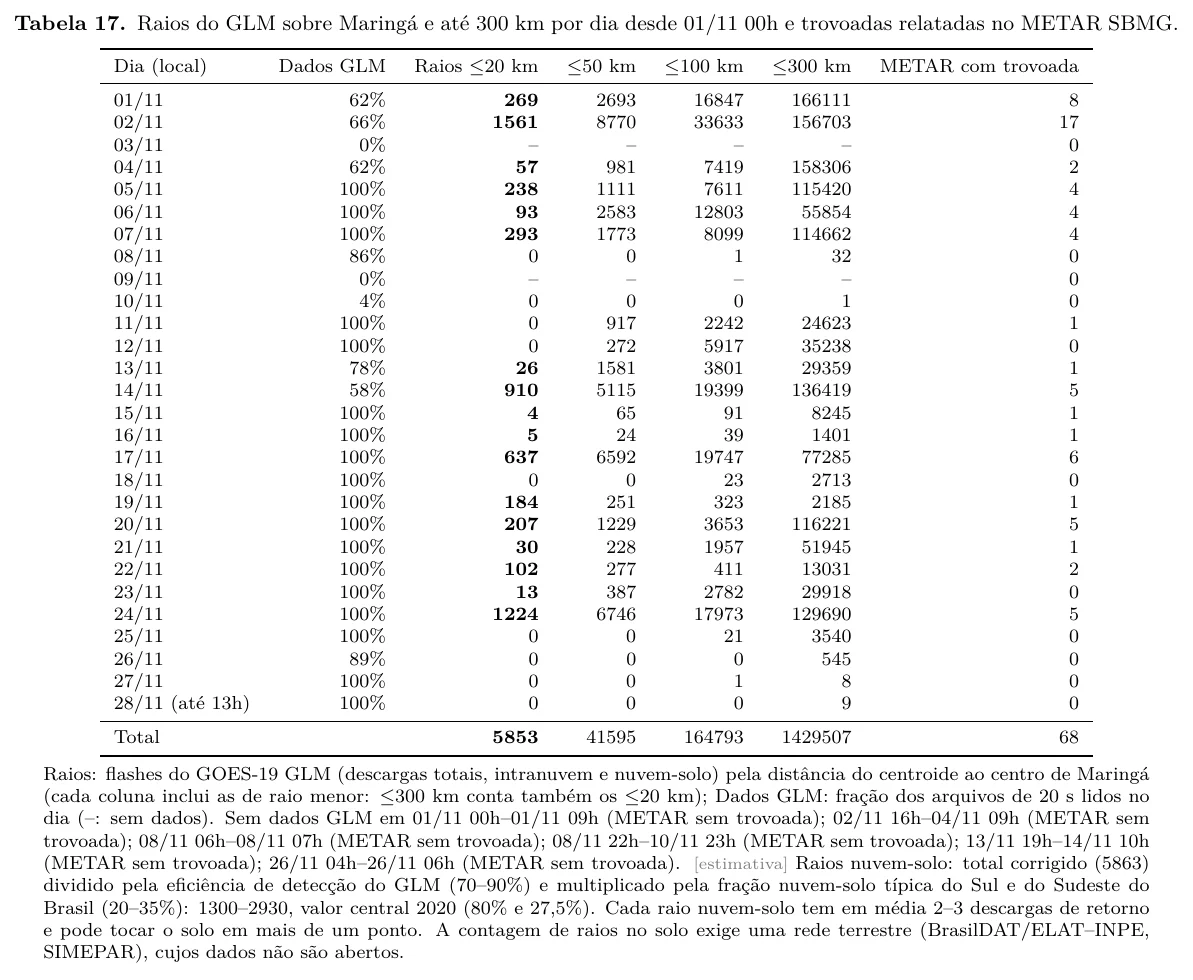 Tabela 17. Raios do GLM sobre Maringá e até 300 km por dia desde 01/11 00h e trovoadas relatadas no METAR SBMG.
Dia (local) Dados GLM Raios ≤20 km ≤50 km ≤100 km ≤300 km METAR com trovoada
01/11 62% 269 2693 16847 166111 8
02/11 66% 1561 8770 33633 156703 17
03/11 0% – – – – 0
04/11 62% 57 981 7419 158306 2
05/11 100% 238 1111 7611 115420 4
06/11 100% 93 2583 12803 55854 4
07/11 100% 293 1773 8099 114662 4
08/11 86% 0 0 1 32 0
09/11 0% – – – – 0
10/11 4% 0 0 0 1 0
11/11 100% 0 917 2242 24623 1
12/11 100% 0 272 5917 35238 0
13/11 78% 26 1581 3801 29359 1
14/11 58% 910 5115 19399 136419 5
15/11 100% 4 65 91 8245 1
16/11 100% 5 24 39 1401 1
17/11 100% 637 6592 19747 77285 6
18/11 100% 0 0 23 2713 0
19/11 100% 184 251 323 2185 1
20/11 100% 207 1229 3653 116221 5
21/11 100% 30 228 1957 51945 1
22/11 100% 102 277 411 13031 2
23/11 100% 13 387 2782 29918 0
24/11 100% 1224 6746 17973 129690 5
25/11 100% 0 0 21 3540 0
26/11 89% 0 0 0 545 0
27/11 100% 0 0 1 8 0
28/11 (até 13h) 100% 0 0 0 9 0
Total 5853 41595 164793 1429507 68
Raios: flashes do GOES-19 GLM (descargas totais, intranuvem e nuvem-solo) pela distância do centroide ao centro de Maringá
(cada coluna inclui as de raio menor: ≤300 km conta também os ≤20 km); Dados GLM: fração dos arquivos de 20 s lidos no
dia (–: sem dados). Sem dados GLM em 01/11 00h–01/11 09h (METAR sem trovoada); 02/11 16h–04/11 09h (METAR sem
trovoada); 08/11 06h–08/11 07h (METAR sem trovoada); 08/11 22h–10/11 23h (METAR sem trovoada); 13/11 19h–14/11 10h
(METAR sem trovoada); 26/11 04h–26/11 06h (METAR sem trovoada). [estimativa] Raios nuvem-solo: total corrigido (5863)
dividido pela eficiência de detecção do GLM (70–90%) e multiplicado pela fração nuvem-solo típica do Sul e do Sudeste do
Brasil (20–35%): 1300–2930, valor central 2020 (80% e 27,5%). Cada raio nuvem-solo tem em média 2–3 descargas de retorno
e pode tocar o solo em mais de um ponto. A contagem de raios no solo exige uma rede terrestre (BrasilDAT/ELAT–INPE,
SIMEPAR), cujos dados não são abertos.